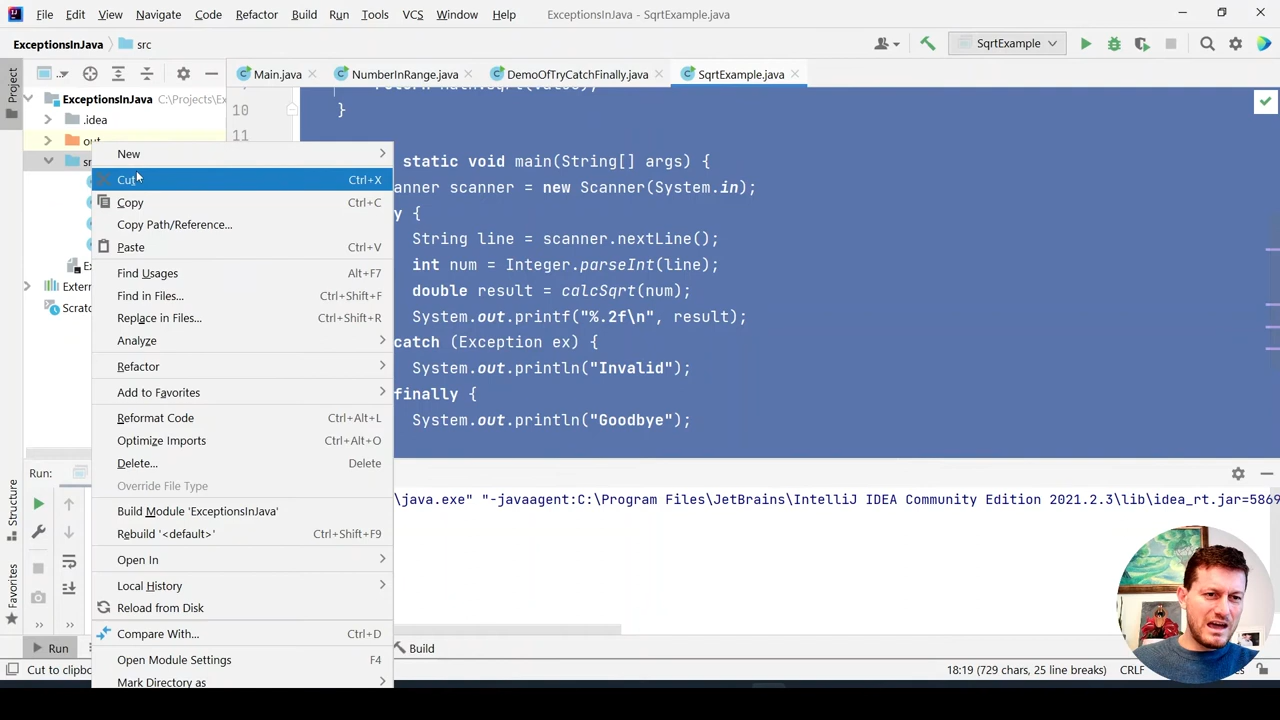 File Edit View Navigate Code Refactor Build Run Tools VCS Window Help ExceptionsInJava - SqrtExample.java
ExceptionsInJava src SqrtExample
Project
Main.java NumberInRange.java DemoOfTryCatchFinally.java SqrtExample.java
ExceptionsInJava C:\Projects\Ex
.idea
out
10 }
11
New
static void main(String[] args) {
Cut Ctrl+X
scanner = new Scanner(System.in);
Copy Ctrl+C
Copy Path/Reference...
String line = scanner.nextLine();
Paste Ctrl+V
int num = Integer.parseInt(line);
Find Usages Alt+F7
double result = calcSqrt(num);
Find in Files... Ctrl+Shift+F
System.out.printf("%.2f\n", result);
Replace in Files... Ctrl+Shift+R
catch (Exception ex) {
Analyze
System.out.println("Invalid");
Refactor
finally {
Add to Favorites
System.out.println("Goodbye");
Reformat Code Ctrl+Alt+L
Optimize Imports Ctrl+Alt+O
Delete... Delete
Override File Type
Run:
\java.exe" "-javaagent:C:\Program Files\JetBrains\IntelliJ IDEA Community Edition 2021.2.3\lib\idea_rt.jar=5869
Build Module 'ExceptionsInJava'
Rebuild '<default>' Ctrl+Shift+F9
Open In
Local History
Reload from Disk
Compare With... Ctrl+D
Open Module Settings F4
Mark Directory as
Structure
Favorites
Run Build
18:19 (729 chars, 25 line breaks) CRLF